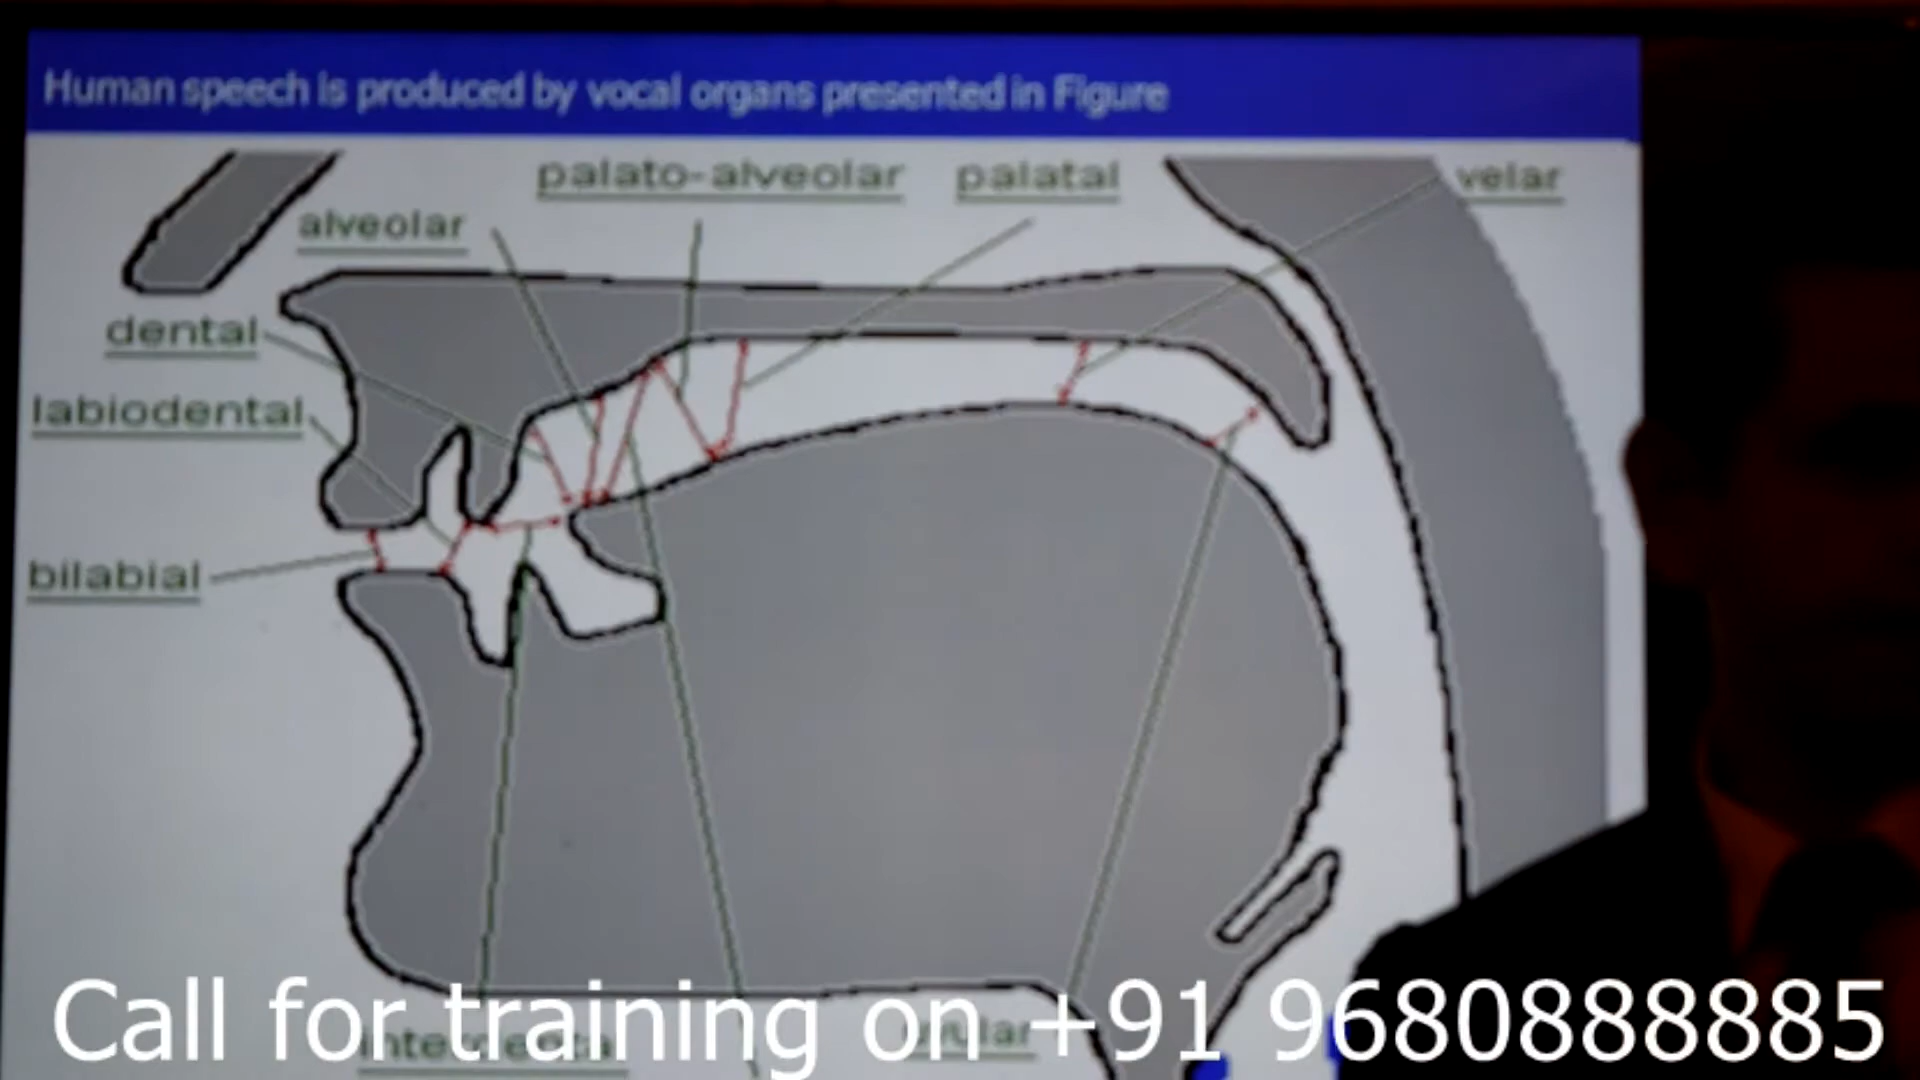 Human speech is produced by vocal organs presented in Figure
palato-alveolar
palatal
velar
alveolar
dental
labiodental
bilabial
Call for training on +91 9680888885